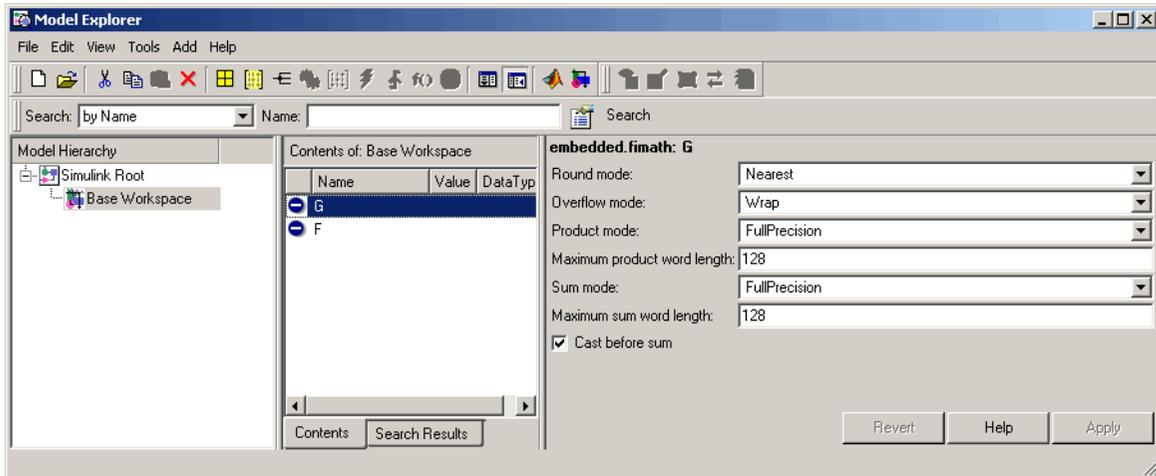 Model Explorer
File Edit View Tools Add Help
f()
Search: by Name Name: Search
Model Hierarchy
Simulink Root
Base Workspace
Contents of: Base Workspace
Name Value DataTyp
G
F
Contents Search Results
embedded.fimath: G
Round mode: Nearest
Overflow mode: Wrap
Product mode: FullPrecision
Maximum product word length: 128
Sum mode: FullPrecision
Maximum sum word length: 128
Cast before sum
Revert Help Apply